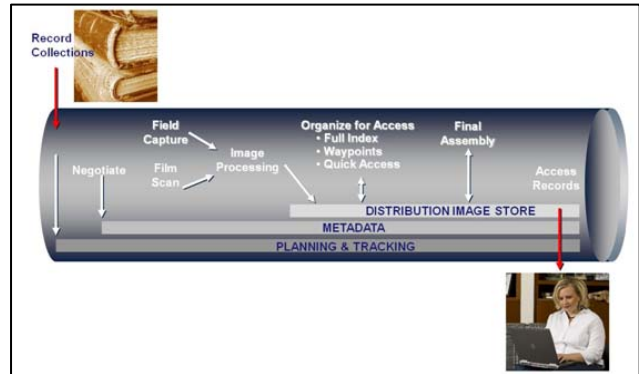 Record
Collections
Field
Capture
Organize for Access
• Full Index
• Waypoints
• Quick Access
Final
Assembly
Negotiate
Film
Scan
Image
Processing
Access
Records
DISTRIBUTION IMAGE STORE
METADATA
PLANNING & TRACKING